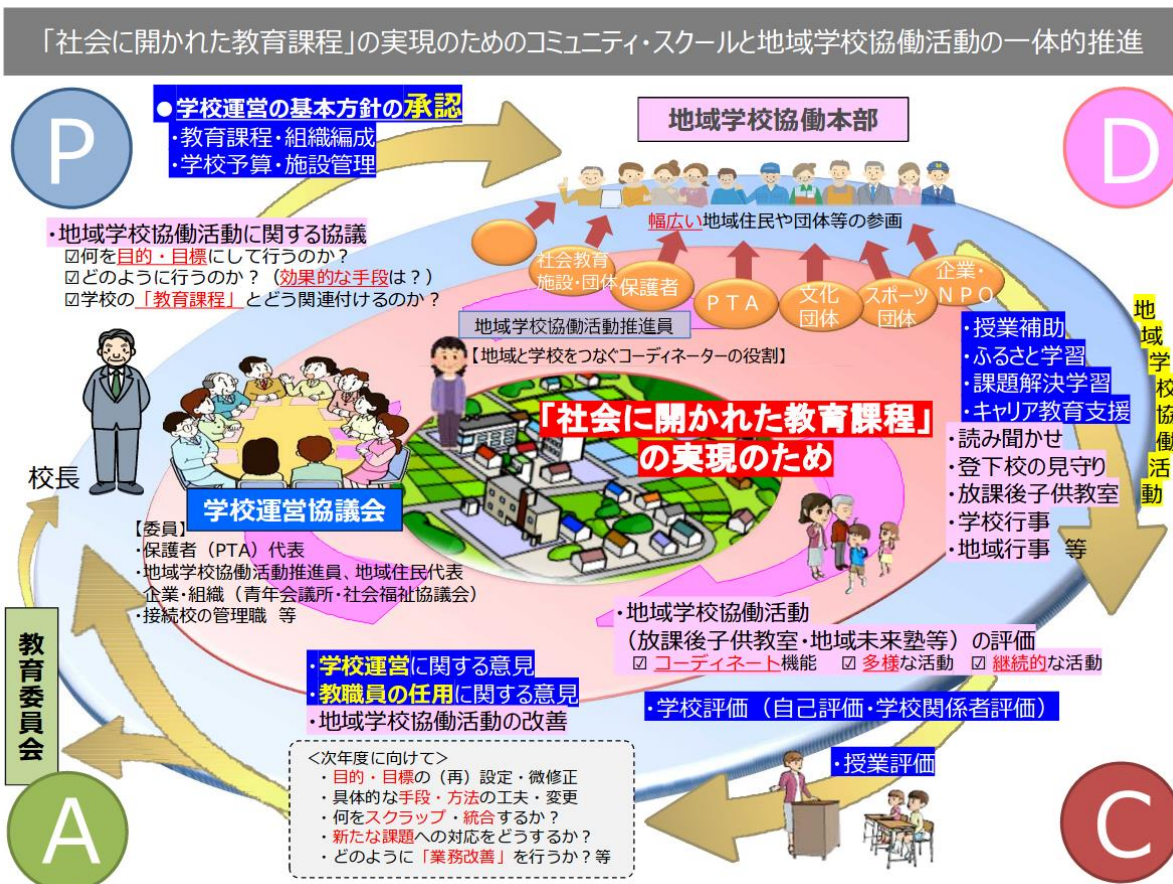 「社会に開かれた教育課程」の実現のためのコミュニティ・スクールと地域学校協働活動の一体的推進
P
●学校運営の基本方針の承認
・教育課程・組織編成
・学校予算・施設管理
地域学校協働本部
D
幅広い地域住民や団体等の参画
・地域学校協働活動に関する協議
☑何を目的・目標にして行うのか?
☑どのように行うのか?(効果的な手段は?)
☑学校の「教育課程」とどう関連付けるのか?
社会教育
施設・団体
保護者
PTA
文化
団体
スポーツ
団体
企業・
NPO
地域学校協働活動推進員
【地域と学校をつなぐコーディネーターの役割】
地域学校協働活動
・授業補助
・ふるさと学習
・課題解決学習
・キャリア教育支援
・読み聞かせ
・登下校の見守り
・放課後子供教室
・学校行事
・地域行事 等
「社会に開かれた教育課程」
の実現のため
校長
学校運営協議会
【委員】
・保護者(PTA)代表
・地域学校協働活動推進員、地域住民代表
企業・組織(青年会議所・社会福祉協議会)
・接続校の管理職 等
教育委員会
・地域学校協働活動
(放課後子供教室・地域未来塾等)の評価
☑ コーディネート機能 ☑ 多様な活動 ☑ 継続的な活動
・学校評価(自己評価・学校関係者評価)
・授業評価
C
・学校運営に関する意見
・教職員の任用に関する意見
・地域学校協働活動の改善
<次年度に向けて>
・目的・目標の(再)設定・微修正
・具体的な手段・方法の工夫・変更
・何をスクラップ・統合するか?
・新たな課題への対応をどうするか?
・どのように「業務改善」を行うか?等
A